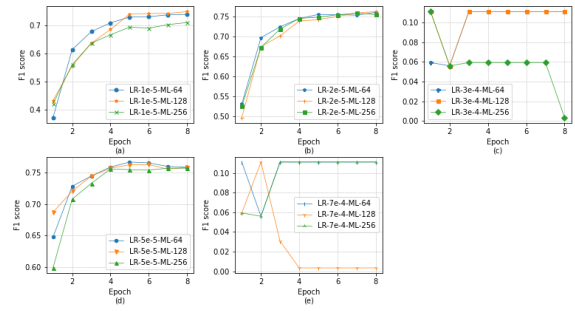 0.7
0.6
0.5
0.4
F1 score
2
4
6
8
Epoch
(a)
LR-1e-5-ML-64
LR-1e-5-ML-128
LR-1e-5-ML-256
0.75
0.70
0.65
0.60
0.55
0.50
F1 score
2
4
6
8
Epoch
(b)
LR-2e-5-ML-64
LR-2e-5-ML-128
LR-2e-5-ML-256
0.10
0.08
0.06
0.04
0.02
0.00
F1 score
2
4
6
8
Epoch
(c)
LR-3e-4-ML-64
LR-3e-4-ML-128
LR-3e-4-ML-256
0.75
0.70
0.65
0.60
F1 score
2
4
6
8
Epoch
(d)
LR-5e-5-ML-64
LR-5e-5-ML-128
LR-5e-5-ML-256
0.10
0.08
0.06
0.04
0.02
0.00
F1 score
2
4
6
8
Epoch
(e)
LR-7e-4-ML-64
LR-7e-4-ML-128
LR-7e-4-ML-256